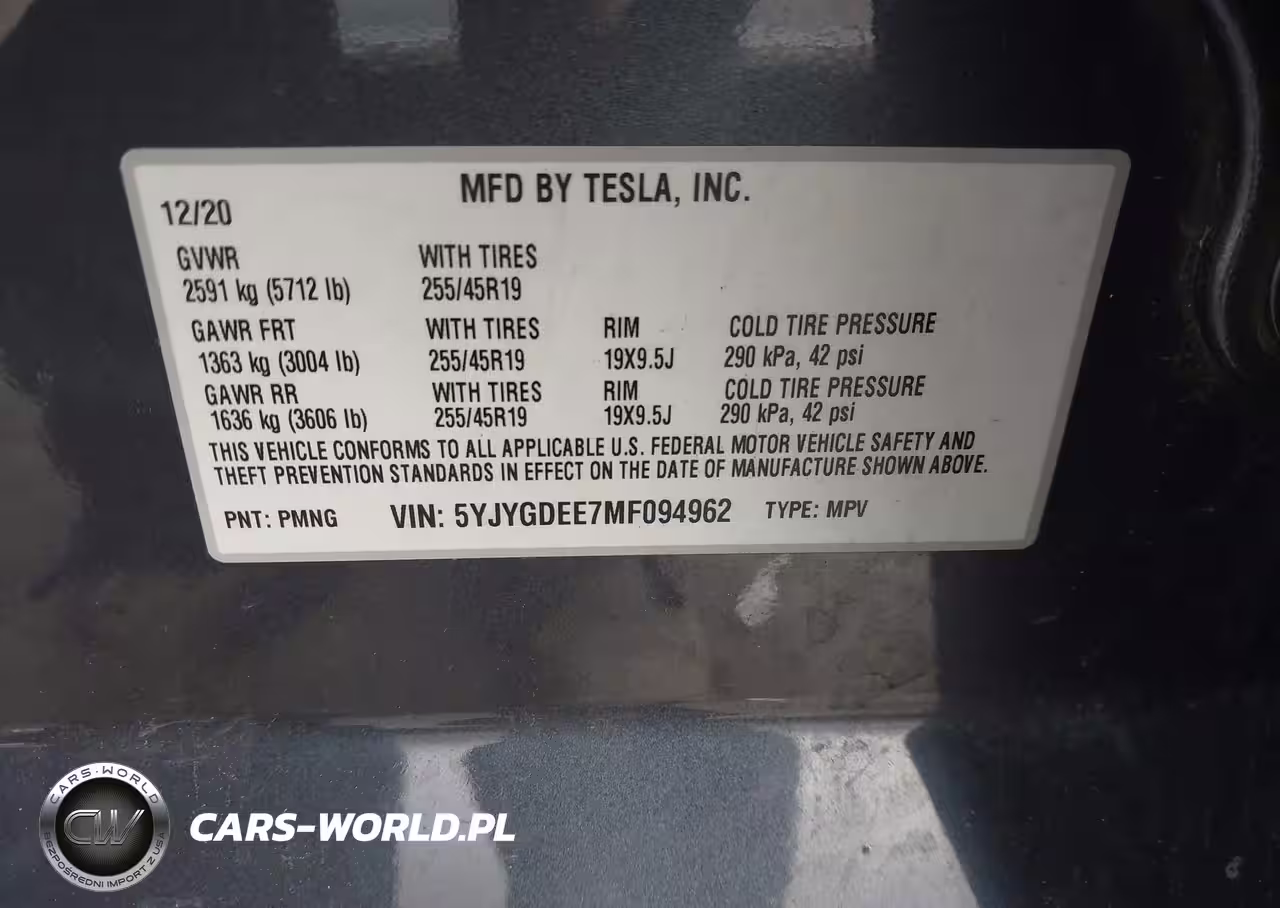 MFD BY TESLA, INC.
12/20
GVWR WITH TIRES
2591 kg (5712 lb) 255/45R19
GAWR FRT WITH TIRES RIM COLD TIRE PRESSURE
1363 kg (3004 lb) 255/45R19 19X9.5J 290 kPa, 42 psi
GAWR RR WITH TIRES RIM COLD TIRE PRESSURE
1636 kg (3606 lb) 255/45R19 19X9.5J 290 kPa, 42 psi
THIS VEHICLE CONFORMS TO ALL APPLICABLE U.S. FEDERAL MOTOR VEHICLE SAFETY AND
THEFT PREVENTION STANDARDS IN EFFECT ON THE DATE OF MANUFACTURE SHOWN ABOVE.
PNT: PMNG VIN: 5YJYGDEE7MF094962 TYPE: MPV
CARS-WORLD
CW
BEZPOŚREDNI IMPORT Z USA
CARS-WORLD.PL